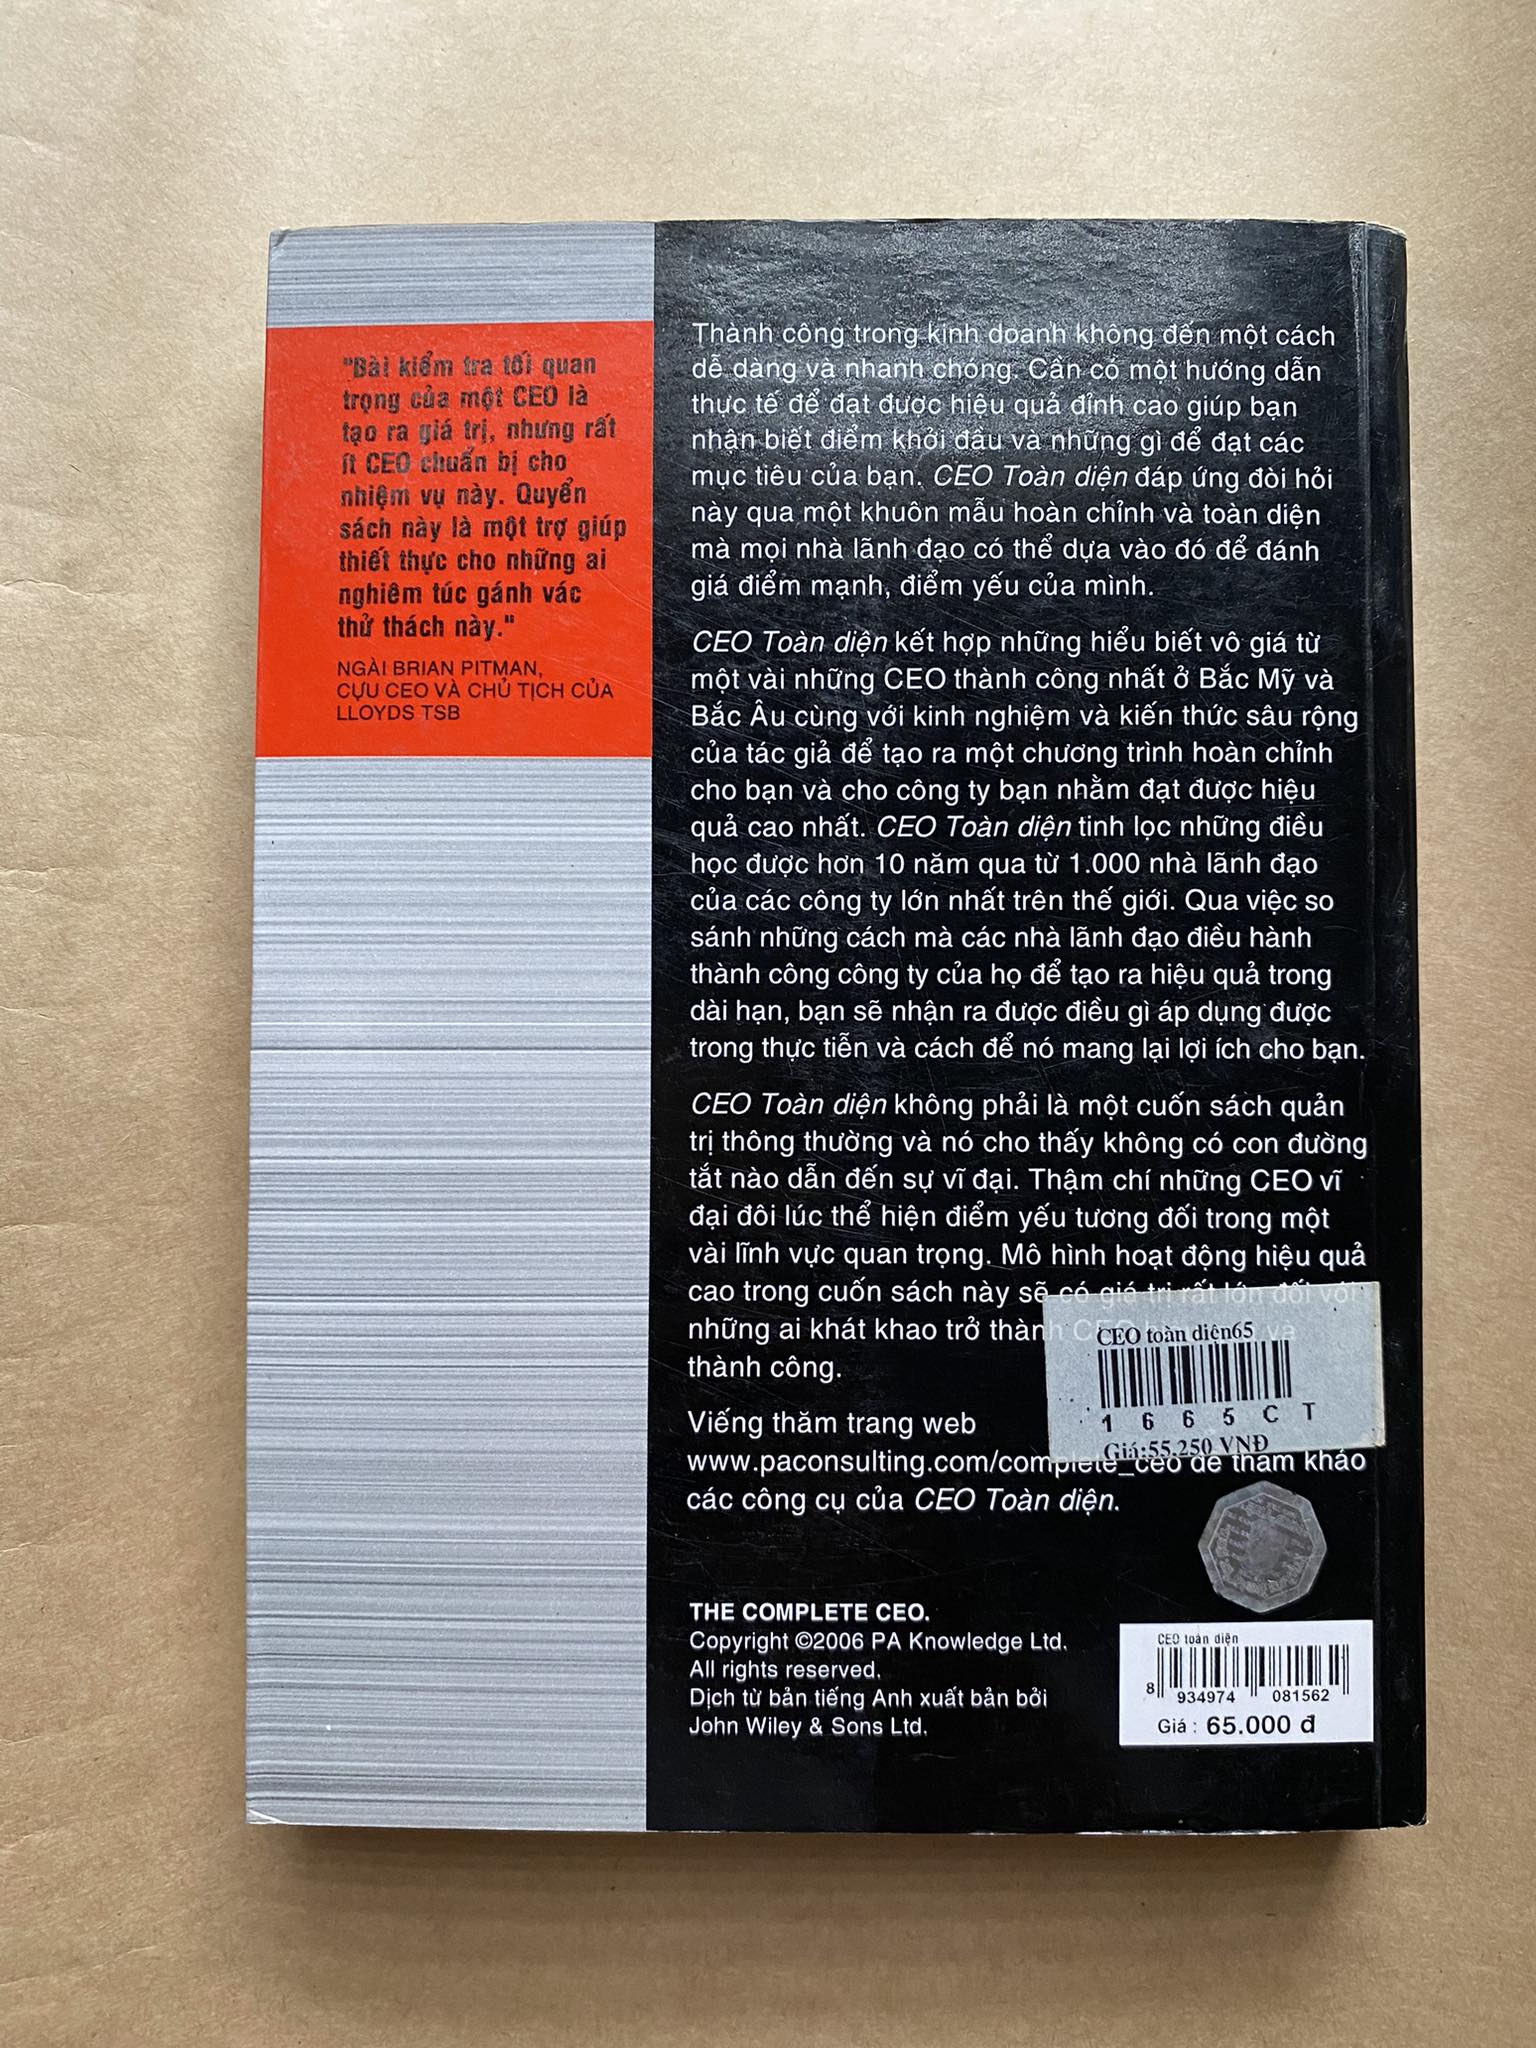 "Bài kiểm tra tối quan
trọng của một CEO là
tạo ra giá trị, nhưng rất
ít CEO chuẩn bị cho
nhiệm vụ này. Quyển
sách này là một trợ giúp
thiết thực cho những ai
nghiêm túc gánh vác
thử thách này."
NGÀI BRIAN PITMAN,
CỰU CEO VÀ CHỦ TỊCH CỦA
LLOYDS TSB
Thành công trong kinh doanh không đến một cách
dễ dàng và nhanh chóng. Cần có một hướng dẫn
thực tế để đạt được hiệu quả đỉnh cao giúp bạn
nhận biết điểm khởi đầu và những gì để đạt các
mục tiêu của bạn. CEO Toàn diện đáp ứng đòi hỏi
này qua một khuôn mẫu hoàn chỉnh và toàn diện
mà mọi nhà lãnh đạo có thể dựa vào đó để đánh
giá điểm mạnh, điểm yếu của mình.
CEO Toàn diện kết hợp những hiểu biết vô giá từ
một vài những CEO thành công nhất ở Bắc Mỹ và
Bắc Âu cùng với kinh nghiệm và kiến thức sâu rộng
của tác giả để tạo ra một chương trình hoàn chỉnh
cho bạn và cho công ty bạn nhằm đạt được hiệu
quả cao nhất. CEO Toàn diện tinh lọc những điều
học được hơn 10 năm qua từ 1.000 nhà lãnh đạo
của các công ty lớn nhất trên thế giới. Qua việc so
sánh những cách mà các nhà lãnh đạo điều hành
thành công công ty của họ để tạo ra hiệu quả trong
dài hạn, bạn sẽ nhận ra được điều gì áp dụng được
trong thực tiễn và cách để nó mang lại lợi ích cho bạn.
CEO Toàn diện không phải là một cuốn sách quản
trị thông thường và nó cho thấy không có con đường
tắt nào dẫn đến sự vĩ đại. Thậm chí những CEO vĩ
đại đôi lúc thể hiện điểm yếu tương đối trong một
vài lĩnh vực quan trọng. Mô hình hoạt động hiệu quả
cao trong cuốn sách này sẽ có giá trị rất lớn đối với
những ai khát khao trở thành CEO và
thành công.
CEO toàn diện65
1665CT
Giá:55,250 VNĐ
Viếng thăm trang web
www.paconsulting.com/complete_ceo để tham khảo
các công cụ của CEO Toàn diện.
THE COMPLETE CEO.
Copyright ©2006 PA Knowledge Ltd.
All rights reserved.
Dịch từ bản tiếng Anh xuất bản bởi
John Wiley & Sons Ltd.
CEO toàn diện
8 934974 081562
Giá : 65.000 đ